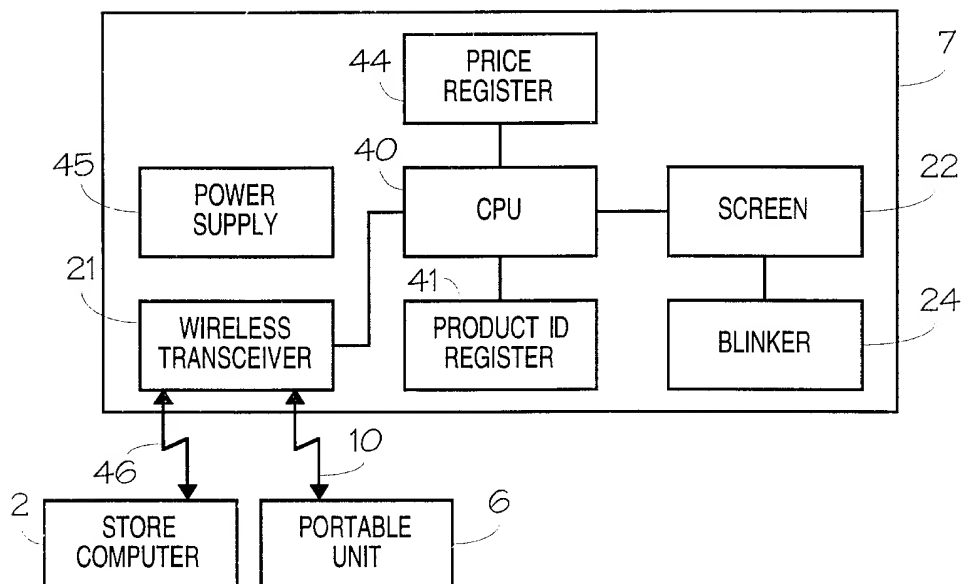 44
PRICE
REGISTER
7
45
POWER
SUPPLY
40
CPU
22
SCREEN
21
WIRELESS
TRANSCEIVER
41
PRODUCT ID
REGISTER
24
BLINKER
46
10
2
STORE
COMPUTER
6
PORTABLE
UNIT